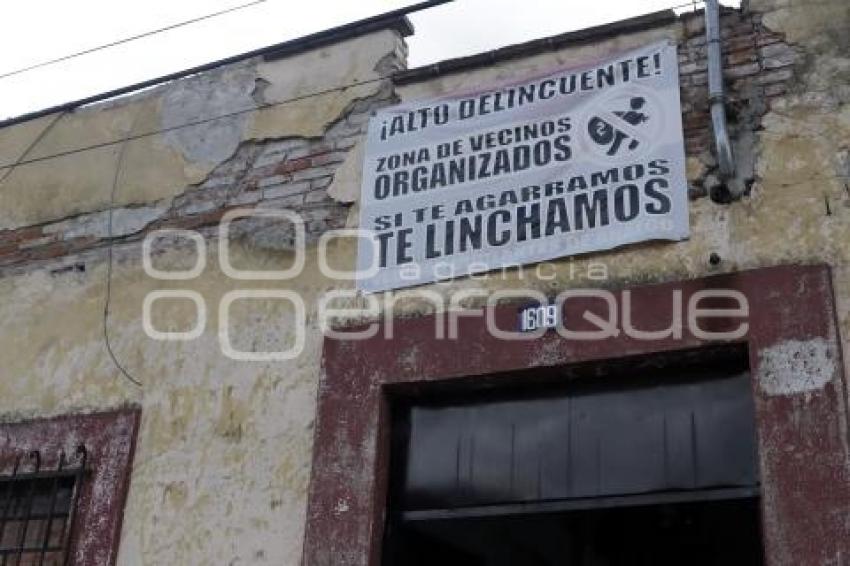 ¡ALTO DELINCUENTE!
ZONA DE VECINOS
ORGANIZADOS
SI TE AGARRAMOS
TE LINCHAMOS
agencia
enfoque
1609